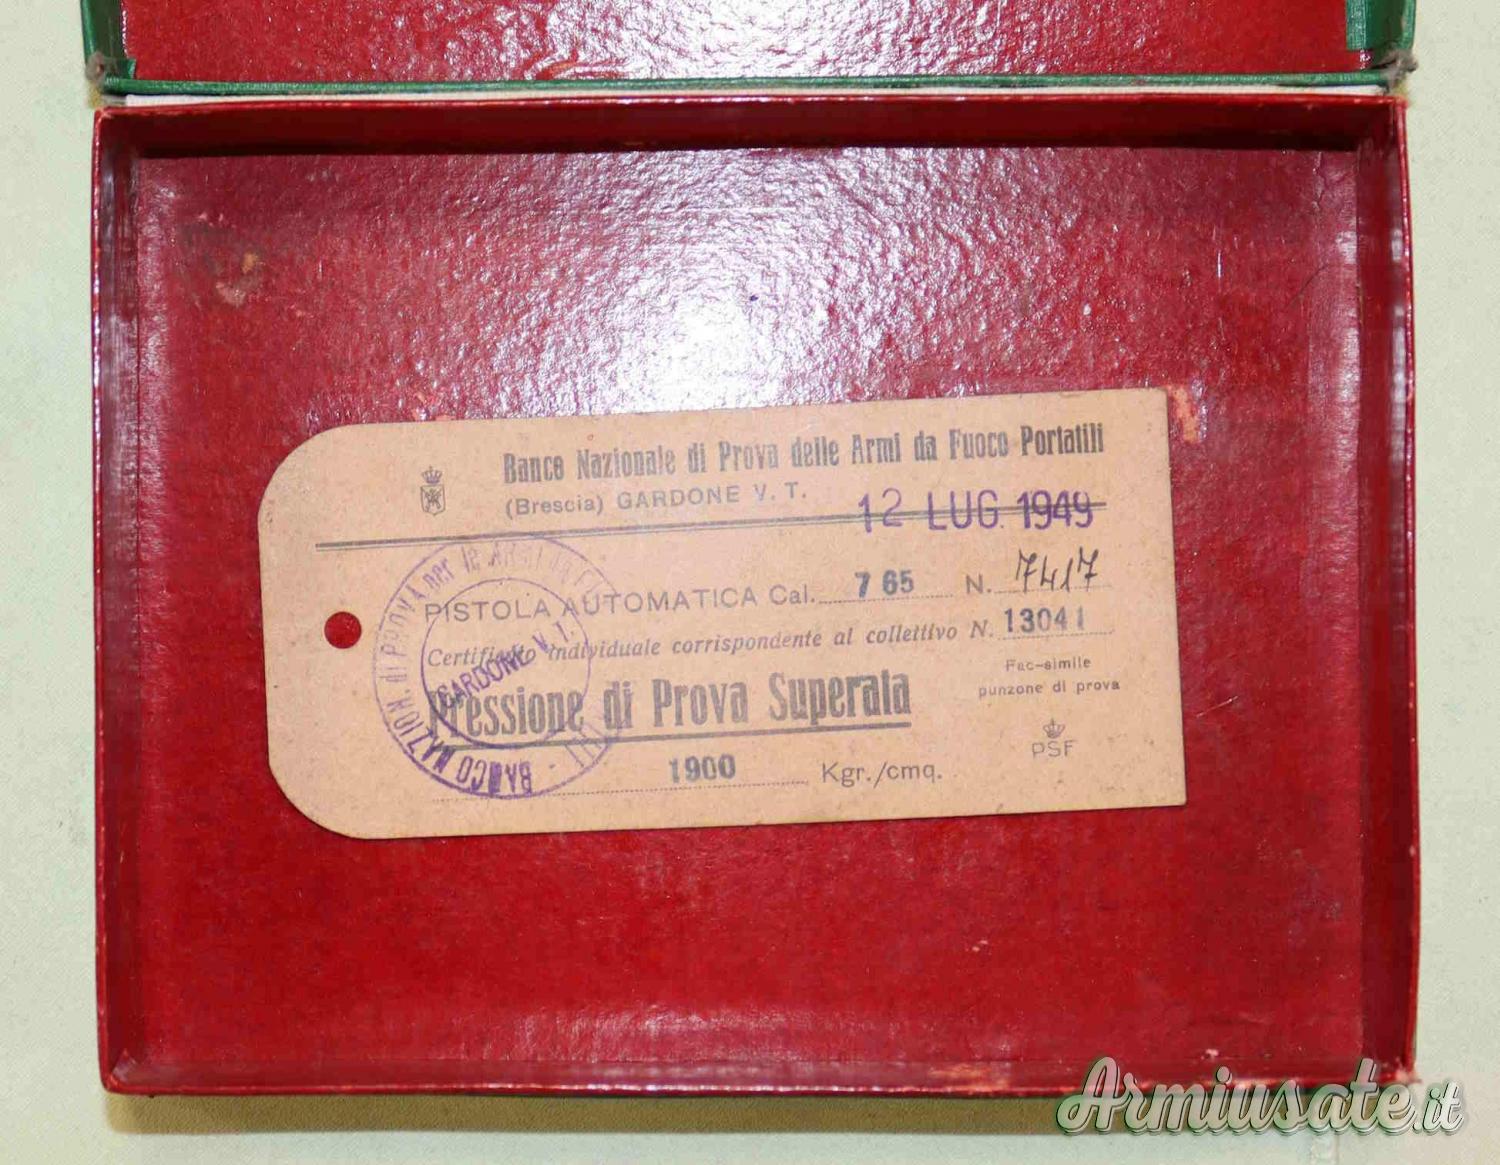 Banco Nazionale di Prova delle Armi da Fuoco Portatili
(Brescia) GARDONE V. T.
12 LUG. 1949
PISTOLA AUTOMATICA Cal. 7 65 N. 7417
Certificato individuale corrispondente al collettivo N. 13041
Pressione di Prova Superata
Fac-simile
punzone di prova
PSF
1900 Kgr./cmq.
BANCO NAZION. di PROVA per le ARMI da
GARDONE V. T.
Armiusate.it